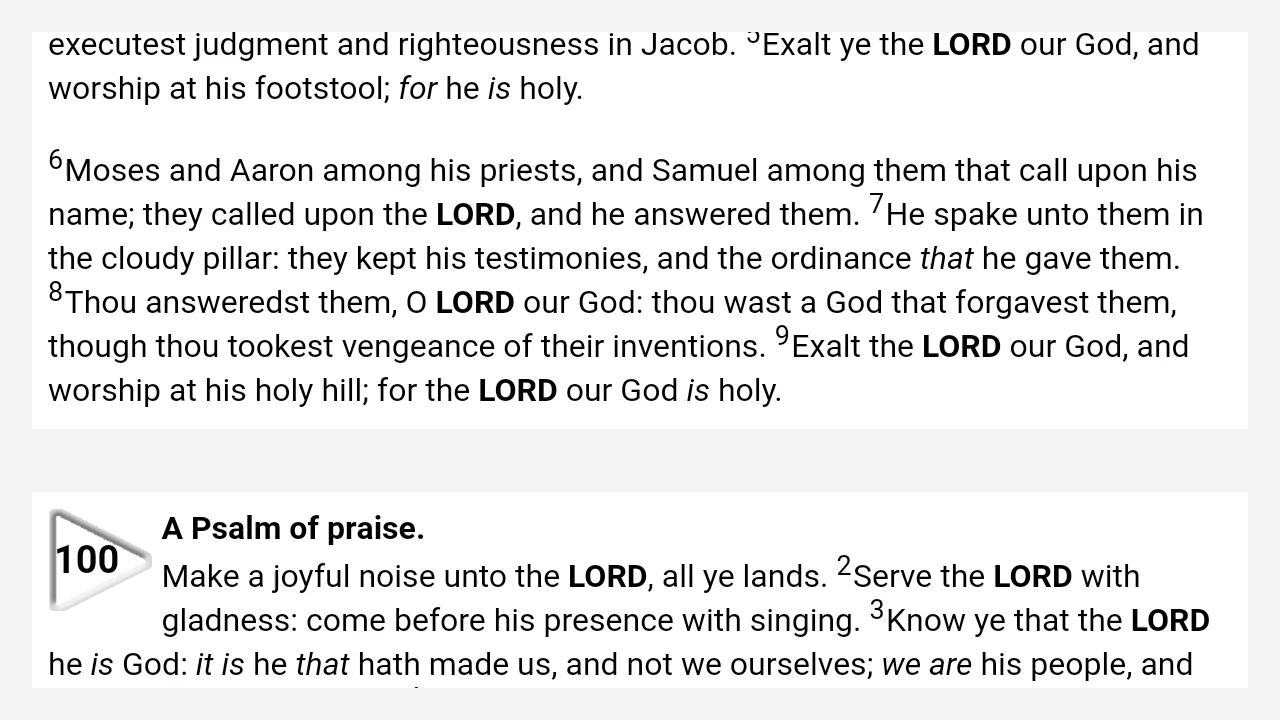 executest judgment and righteousness in Jacob. 5Exalt ye the LORD our God, and
worship at his footstool; for he is holy.
6Moses and Aaron among his priests, and Samuel among them that call upon his
name; they called upon the LORD, and he answered them. 7He spake unto them in
the cloudy pillar: they kept his testimonies, and the ordinance that he gave them.
8Thou answeredst them, O LORD our God: thou wast a God that forgavest them,
though thou tookest vengeance of their inventions. 9Exalt the LORD our God, and
worship at his holy hill; for the LORD our God is holy.
100
A Psalm of praise.
Make a joyful noise unto the LORD, all ye lands. 2Serve the LORD with
gladness: come before his presence with singing. 3Know ye that the LORD
he is God: it is he that hath made us, and not we ourselves; we are his people, and